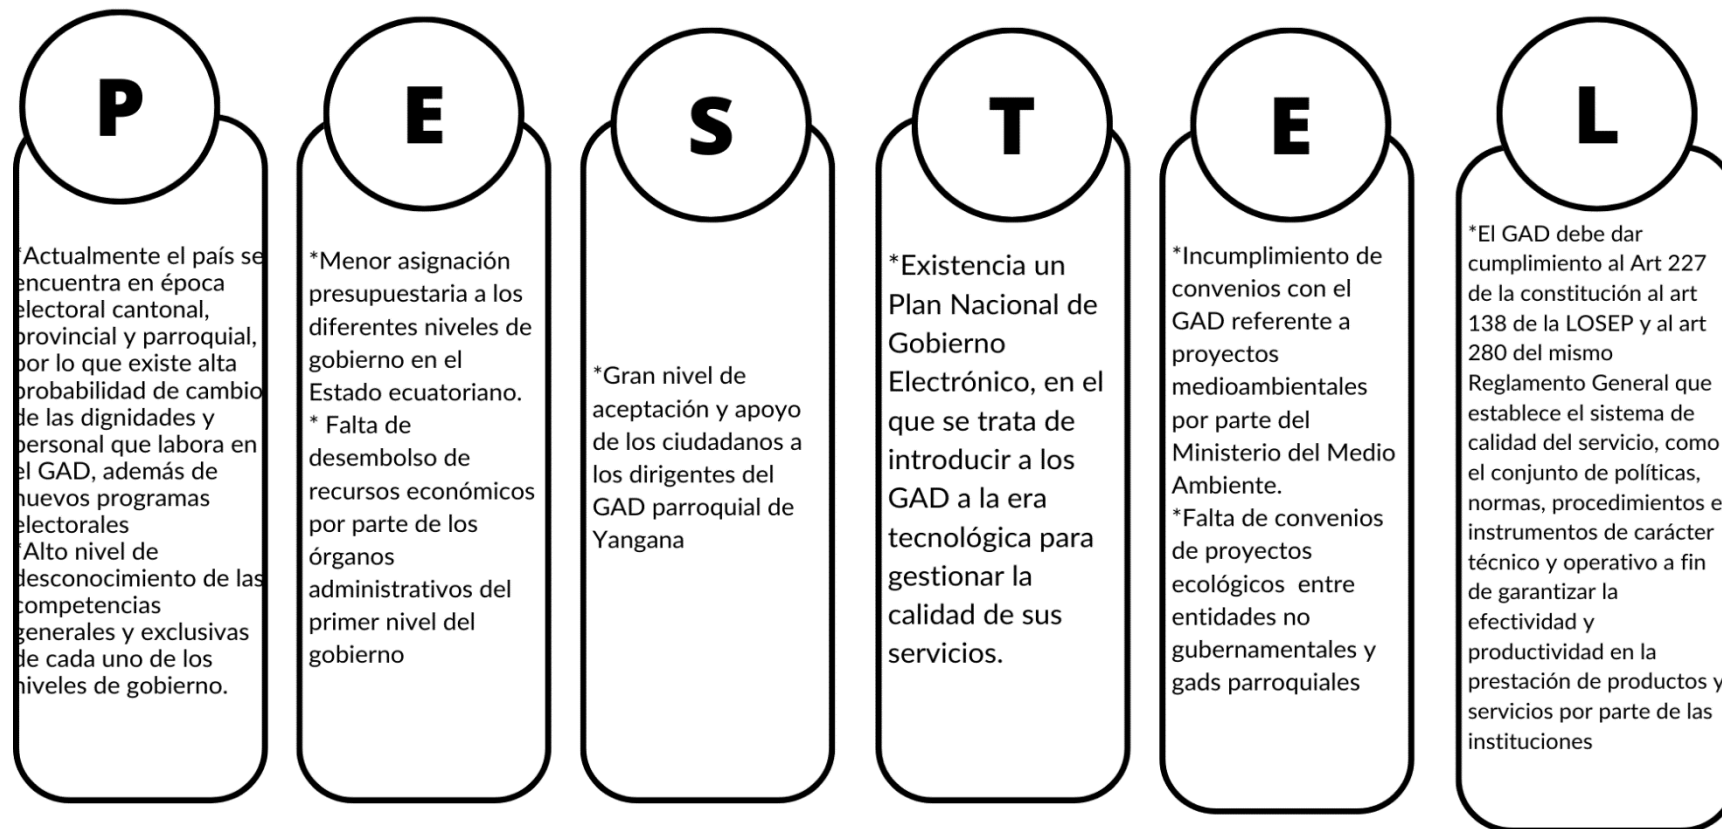 P
*Actualmente el país se
encuentra en época
electoral cantonal,
provincial y parroquial,
por lo que existe alta
probabilidad de cambio
de las dignidades y
personal que labora en
el GAD, además de
nuevos programas
electorales
*Alto nivel de
desconocimiento de las
competencias
generales y exclusivas
de cada uno de los
niveles de gobierno.
E
*Menor asignación
presupuestaria a los
diferentes niveles de
gobierno en el
Estado ecuatoriano.
* Falta de
desembolso de
recursos económicos
por parte de los
órganos
administrativos del
primer nivel del
gobierno
S
*Gran nivel de
aceptación y apoyo
de los ciudadanos a
los dirigentes del
GAD parroquial de
Yangana
T
*Existencia un
Plan Nacional de
Gobierno
Electrónico, en el
que se trata de
introducir a los
GAD a la era
tecnológica para
gestionar la
calidad de sus
servicios.
E
*Incumplimiento de
convenios con el
GAD referente a
proyectos
medioambientales
por parte del
Ministerio del Medio
Ambiente.
*Falta de convenios
de proyectos
ecológicos entre
entidades no
gubernamentales y
gads parroquiales
L
*El GAD debe dar
cumplimiento al Art 227
de la constitución al art
138 de la LOSEP y al art
280 del mismo
Reglamento General que
establece el sistema de
calidad del servicio, como
el conjunto de políticas,
normas, procedimientos e
instrumentos de carácter
técnico y operativo a fin
de garantizar la
efectividad y
productividad en la
prestación de productos y
servicios por parte de las
instituciones